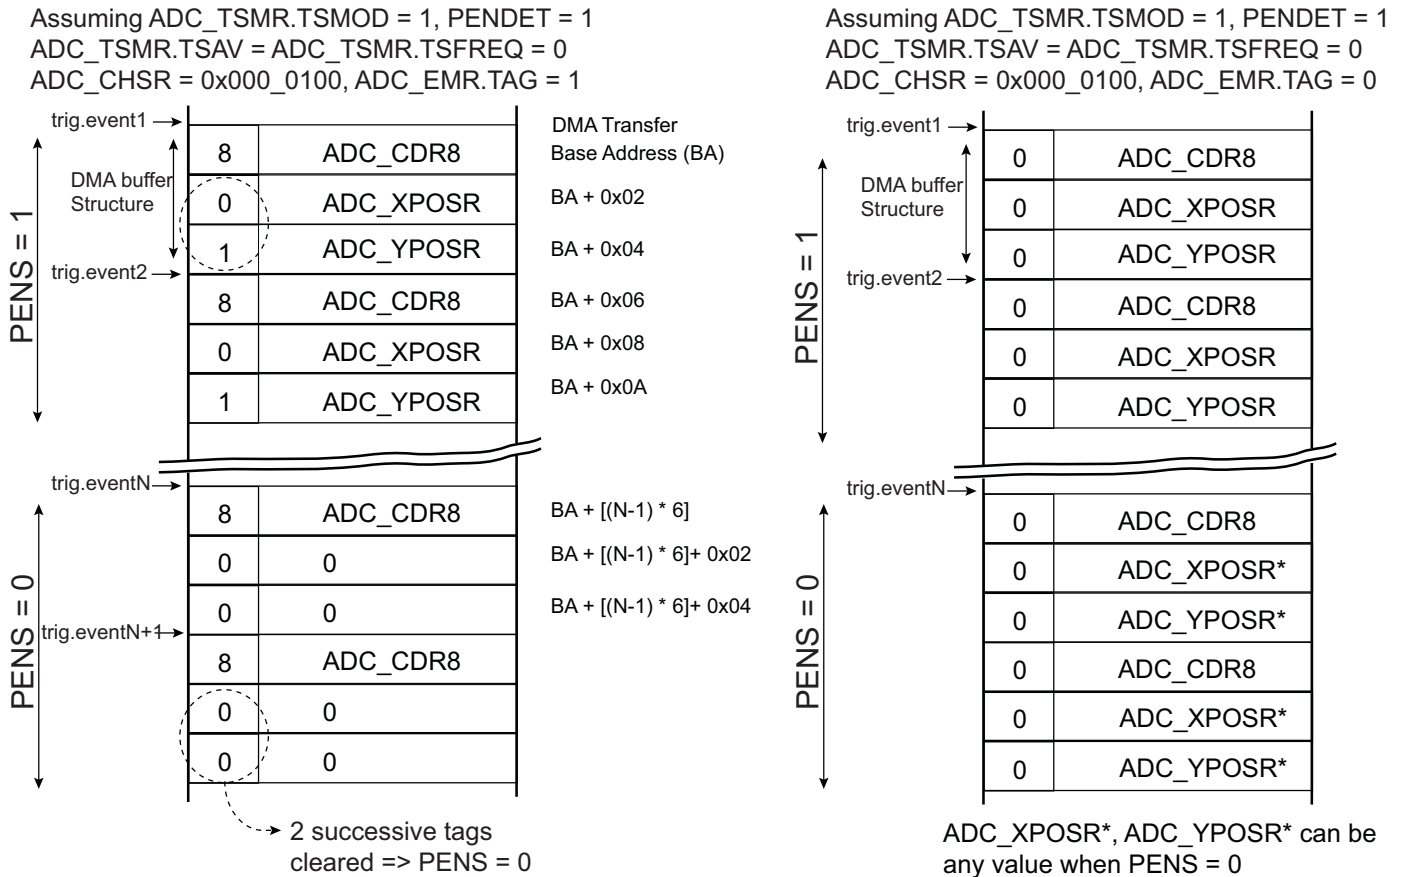 Assuming ADC_TSMR.TSMOD = 1, PENDET = 1
ADC_TSMR.TSAV = ADC_TSMR.TSFREQ = 0
ADC_CHSR = 0x000_0100, ADC_EMR.TAG = 1
trig.event1
DMA Transfer
8 ADC_CDR8 Base Address (BA)
DMA buffer
Structure
0 ADC_XPOSR BA + 0x02
1 ADC_YPOSR BA + 0x04
PENS = 1
trig.event2
8 ADC_CDR8 BA + 0x06
0 ADC_XPOSR BA + 0x08
1 ADC_YPOSR BA + 0x0A
trig.eventN
8 ADC_CDR8 BA + [(N-1) * 6]
0 0 BA + [(N-1) * 6]+ 0x02
0 0 BA + [(N-1) * 6]+ 0x04
PENS = 0
trig.eventN+1
8 ADC_CDR8
0 0
0 0
2 successive tags
cleared => PENS = 0
Assuming ADC_TSMR.TSMOD = 1, PENDET = 1
ADC_TSMR.TSAV = ADC_TSMR.TSFREQ = 0
ADC_CHSR = 0x000_0100, ADC_EMR.TAG = 0
trig.event1
0 ADC_CDR8
DMA buffer
Structure
0 ADC_XPOSR
0 ADC_YPOSR
PENS = 1
trig.event2
0 ADC_CDR8
0 ADC_XPOSR
0 ADC_YPOSR
trig.eventN
0 ADC_CDR8
0 ADC_XPOSR*
0 ADC_YPOSR*
PENS = 0
0 ADC_CDR8
0 ADC_XPOSR*
0 ADC_YPOSR*
ADC_XPOSR*, ADC_YPOSR* can be
any value when PENS = 0